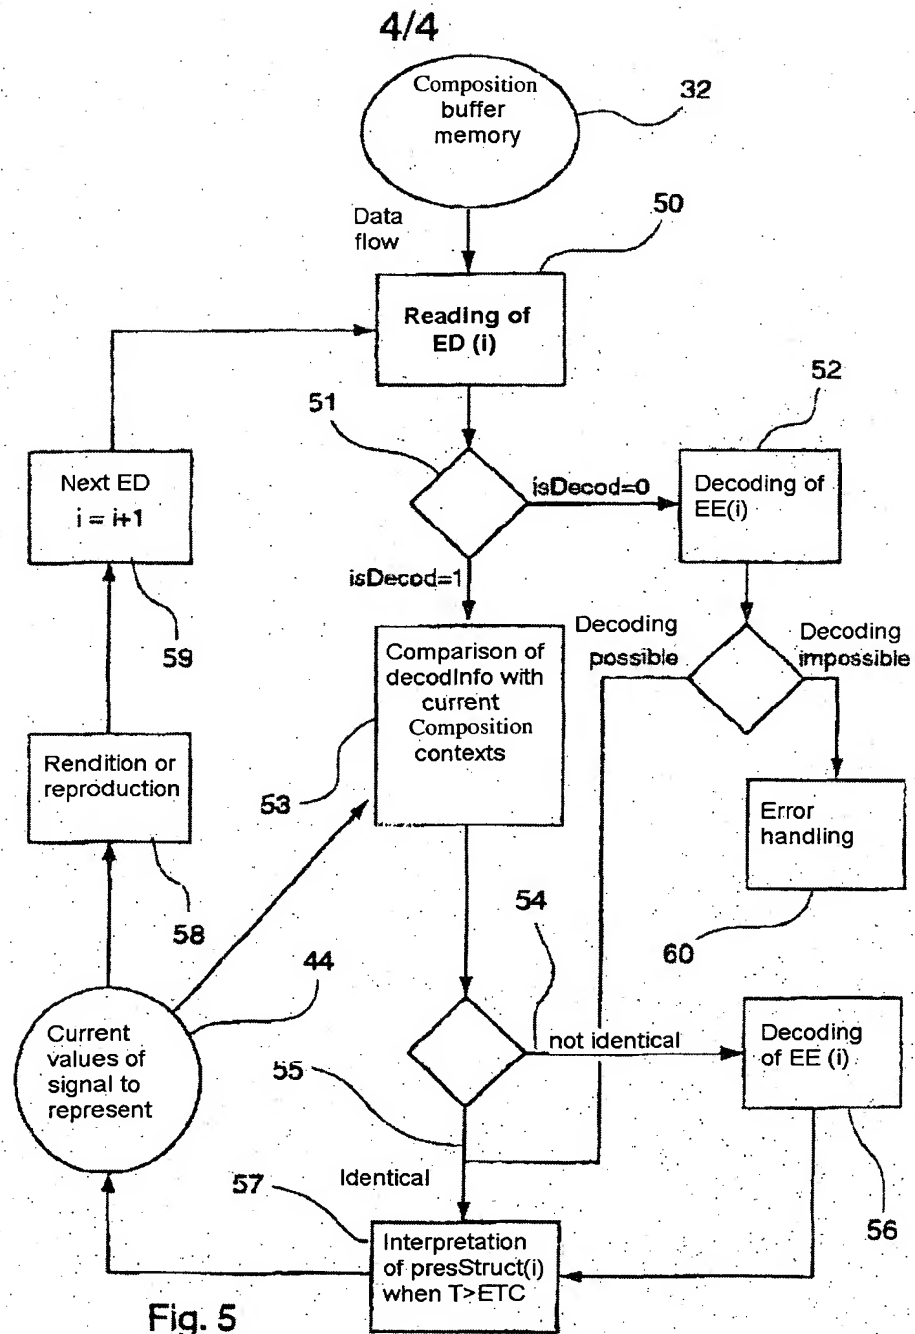 4/4
Composition
buffer
memory
32
Data
flow
50
Reading of
ED (i)
51
52
isDecod=0
Decoding of
EE(i)
Next ED
i = i+1
59
isDecod=1
Decoding
possible
Decoding
impossible
Comparison of
decodInfo with
current
Composition
contexts
53
Rendition or
reproduction
58
Error
handling
60
54
44
Current
values of
signal to
represent
not identical
Decoding
of EE (i)
55
56
Identical
57
Interpretation
of presStruct(i)
when T>ETC
Fig. 5